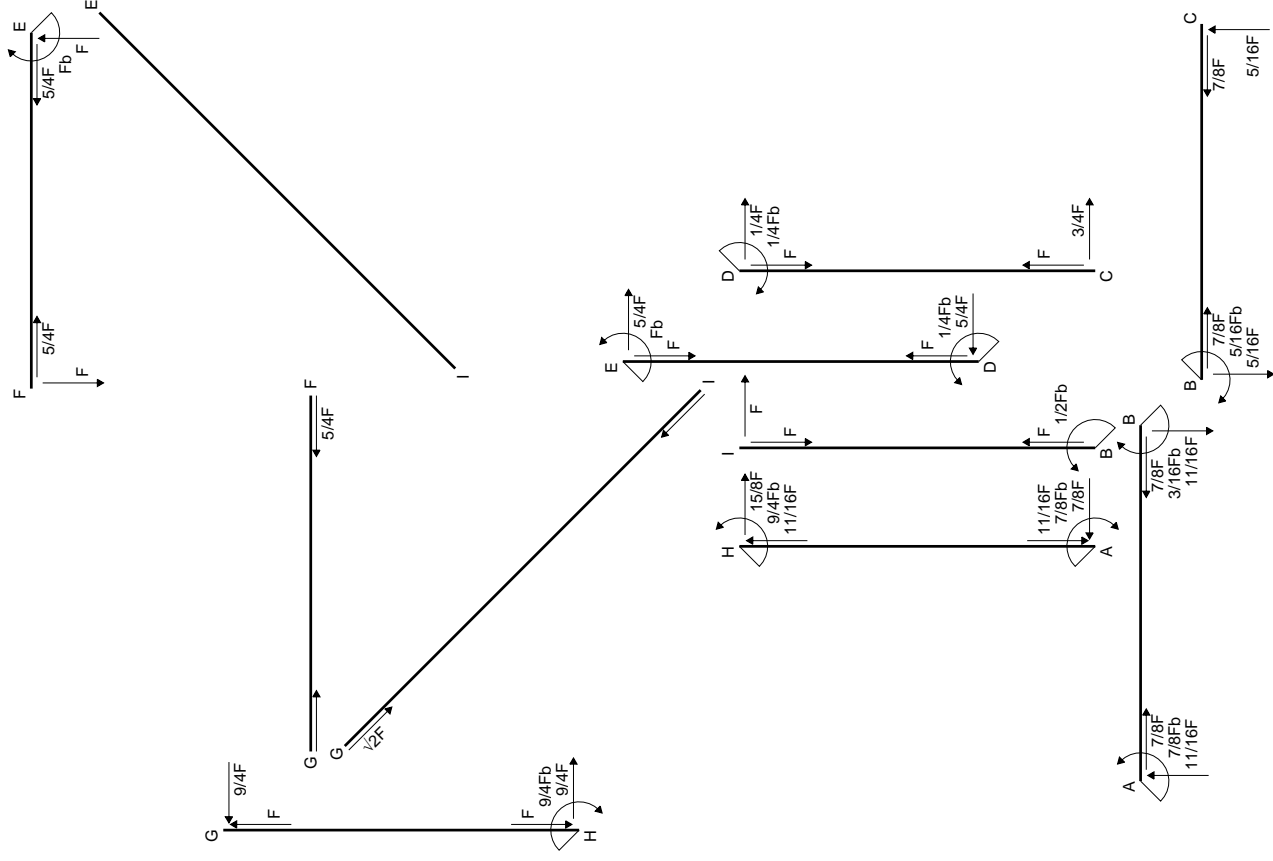 E
F
Fb
5/4F
5/4F
F
F
E
I
F
5/4F
G
G
√2F
I
9/4F
G
F
F
9/4Fb
9/4F
H
E
5/4F
Fb
F
F
1/4Fb
5/4F
D
D
1/4F
1/4Fb
F
F
3/4F
C
I
F
F
F
1/2Fb
B
H
15/8F
9/4Fb
11/16F
11/16F
7/8Fb
7/8F
A
A
7/8F
7/8Fb
11/16F
B
7/8F
3/16Fb
11/16F
B
7/8F
5/16Fb
5/16F
C
7/8F
5/16F